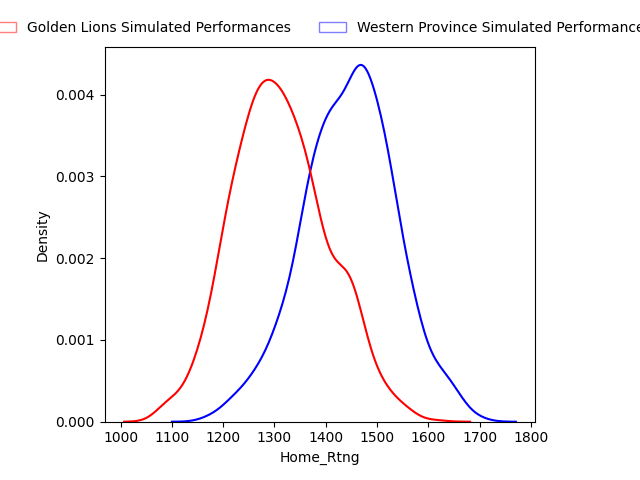 Golden Lions Simulated Performances Western Province Simulated Performance
0.004
0.003
0.002
0.001
0.000
Density
1000 1100 1200 1300 1400 1500 1600 1700 1800
Home_Rtng